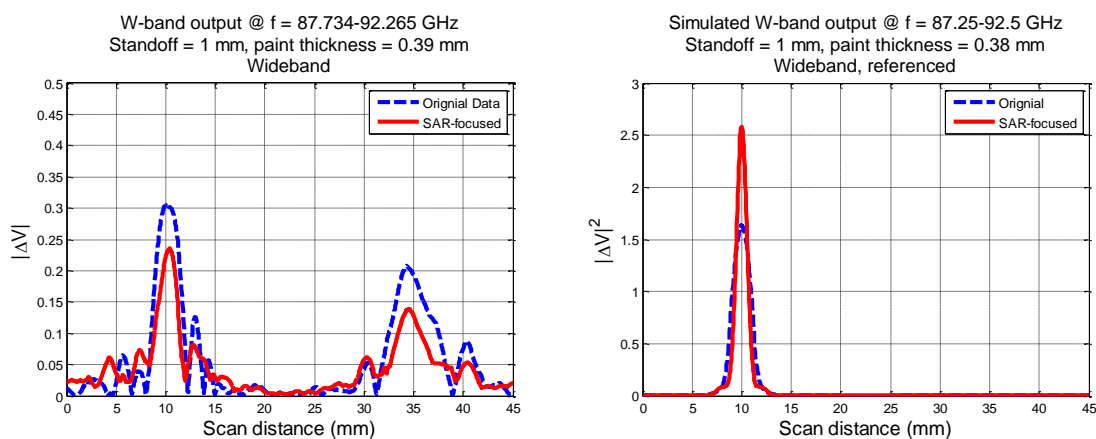 W-band output @ f = 87.734-92.265 GHz
Standoff = 1 mm, paint thickness = 0.39 mm
Wideband
0.5
0.45
0.4
0.35
0.3
0.25
0.2
0.15
0.1
0.05
0
|ΔV|
Orignial Data
SAR-focused
0 5 10 15 20 25 30 35 40 45
Scan distance (mm)
Simulated W-band output @ f = 87.25-92.5 GHz
Standoff = 1 mm, paint thickness = 0.38 mm
Wideband, referenced
3
2.5
2
1.5
1
0.5
0
|ΔV|²
Orignial
SAR-focused
0 5 10 15 20 25 30 35 40 45
Scan distance (mm)